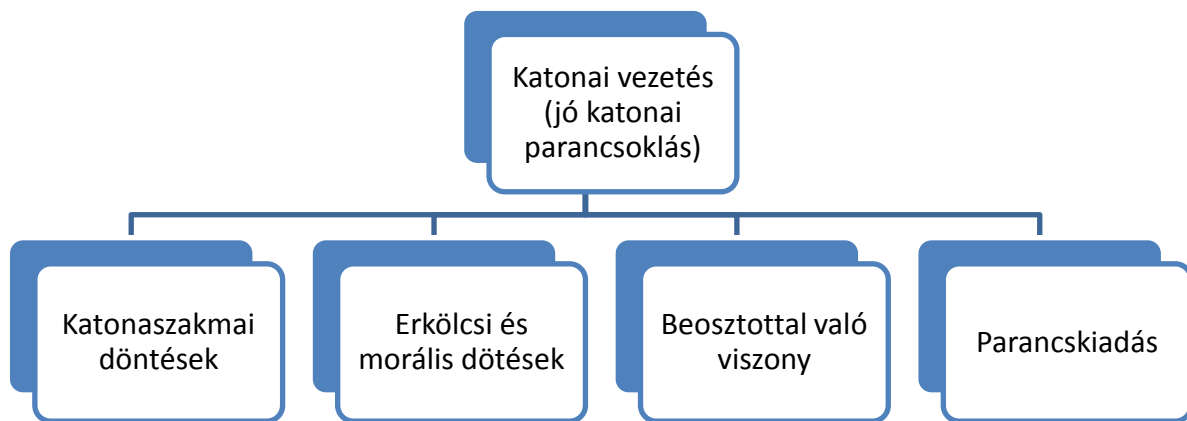 Katonai vezetés
(jó katonai
parancsoklás)
Katonaszakmai
döntések
Erkölcsi és
morális dötések
Beosztottal való
viszony
Parancskiadás